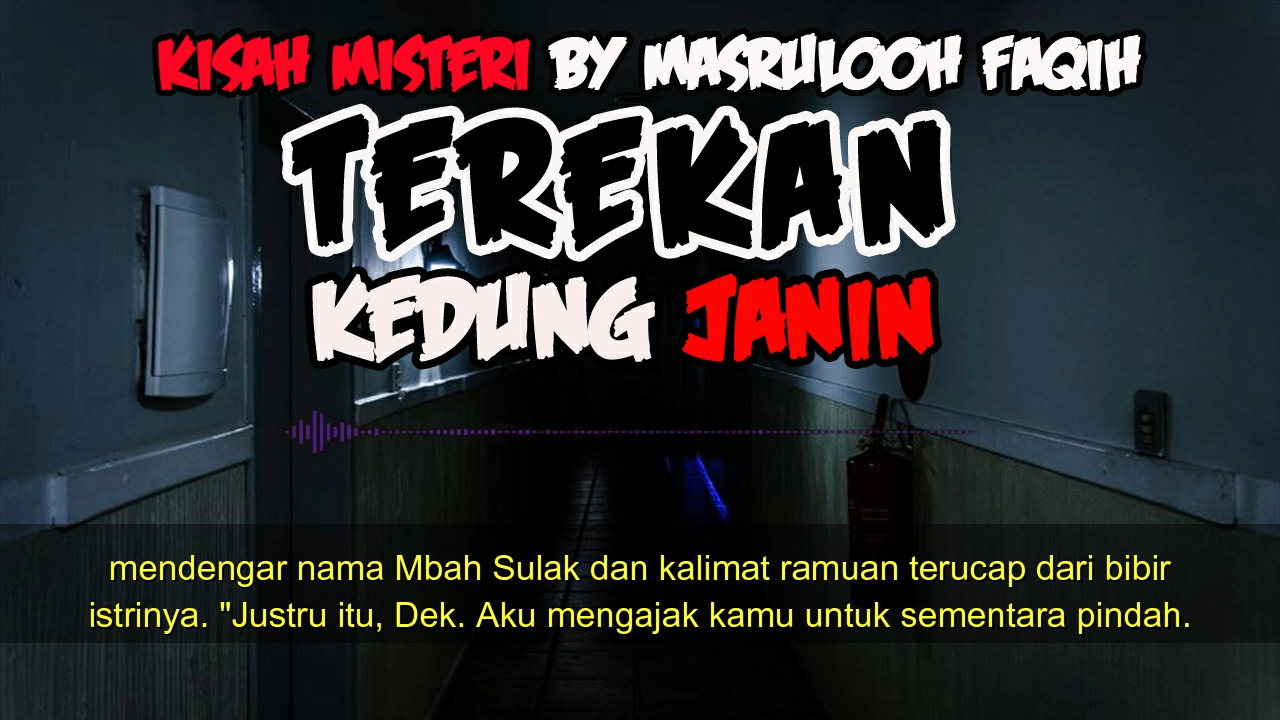 KISAH MISTERI BY MASRULOOH FAQIH
TEREKAN
KEDUNG JANIN
mendengar nama Mbah Sulak dan kalimat ramuan terucap dari bibir
istrinya. "Justru itu, Dek. Aku mengajak kamu untuk sementara pindah.